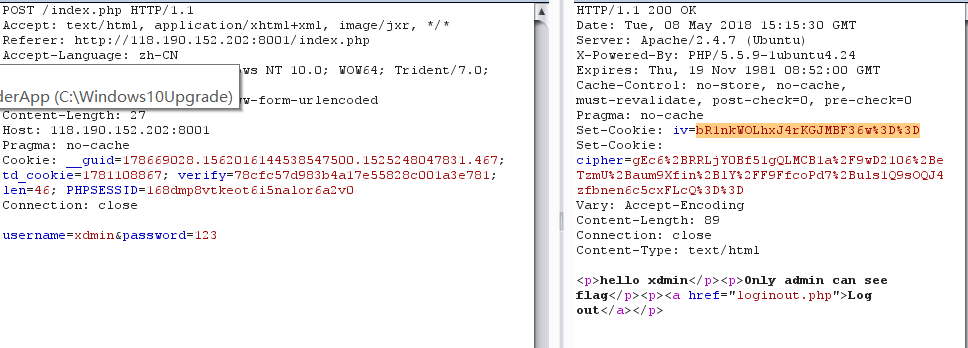 POST /index.php HTTP/1.1
Accept: text/html, application/xhtml+xml, image/jxr, */*
Referer: http://118.190.152.202:8001/index.php
Accept-Language: zh-CN
ws NT 10.0; WOW64; Trident/7.0;
derApp (C:\Windows10Upgrade)
w-form-urlencoded
Content-Length: 27
Host: 118.190.152.202:8001
Pragma: no-cache
Cookie: __guid=178669028.1562016144538547500.1525248047831.467;
td_cookie=1781108867; verify=78cfc57d983b4a17e55828c001a3e781;
len=46; PHPSESSID=168dmp8vtkeot6i5nalor6a2v0
Connection: close
username=xdmin&password=123
HTTP/1.1 200 OK
Date: Tue, 08 May 2018 15:15:30 GMT
Server: Apache/2.4.7 (Ubuntu)
X-Powered-By: PHP/5.5.9-1ubuntu4.24
Expires: Thu, 19 Nov 1981 08:52:00 GMT
Cache-Control: no-store, no-cache,
must-revalidate, post-check=0, pre-check=0
Pragma: no-cache
Set-Cookie: iv=bR1nkWOLhxJ4rKGJMBF36w%3D%3D
Set-Cookie:
cipher=gEc6%2BRRLjYOBf51gQLMCB1a%2F9wD21O6%2Be
TzmU%2Baum9Xfin%2BlY%2FF9FfcoPd7%2Buls1Q9sOQJ4
zfbnen6c5cxFLcQ%3D%3D
Vary: Accept-Encoding
Content-Length: 89
Connection: close
Content-Type: text/html
<p>hello xdmin</p><p>Only admin can see
flag</p><p><a href="loginout.php">Log
out</a></p>